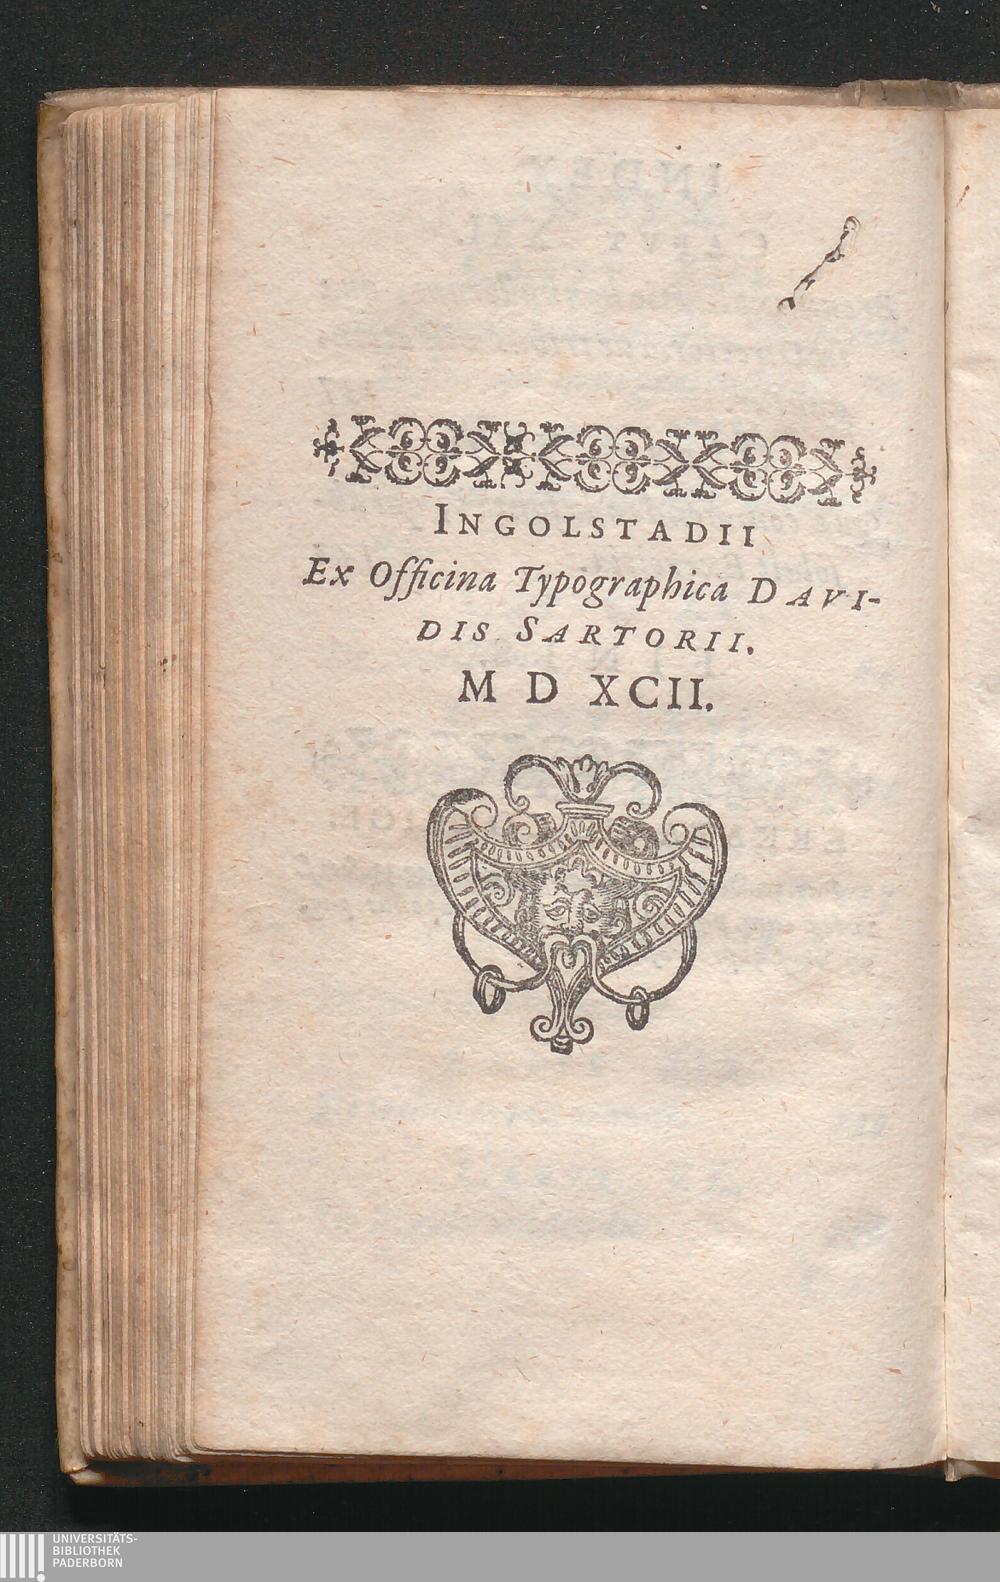 INGOLSTADII
Ex Officina Typographica DAVI-
DIS SARTORII.
M D XCII.
UNIVERSITÄTS-
BIBLIOTHEK
PADERBORN